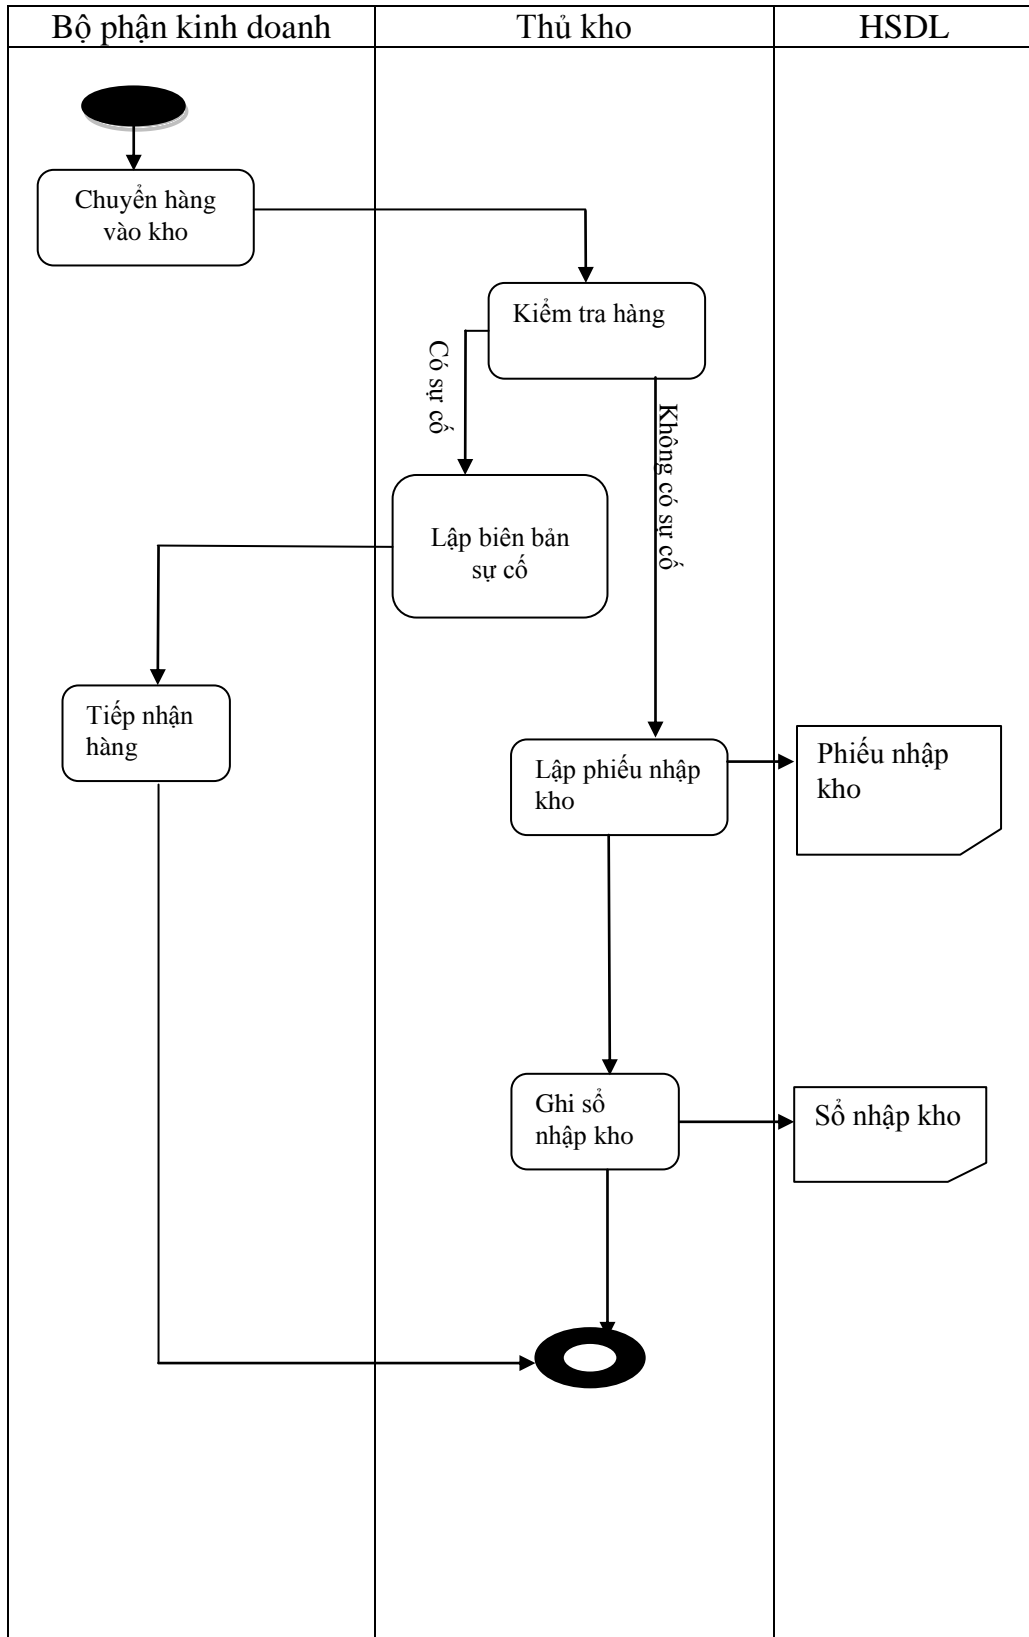 Bộ phận kinh doanh
Thủ kho
HSDL
Chuyển hàng
vào kho
Kiểm tra hàng
Có sự cố
Không có sự cố
Lập biên bản
sự cố
Tiếp nhận
hàng
Lập phiếu nhập
kho
Phiếu nhập
kho
Ghi sổ
nhập kho
Sổ nhập kho